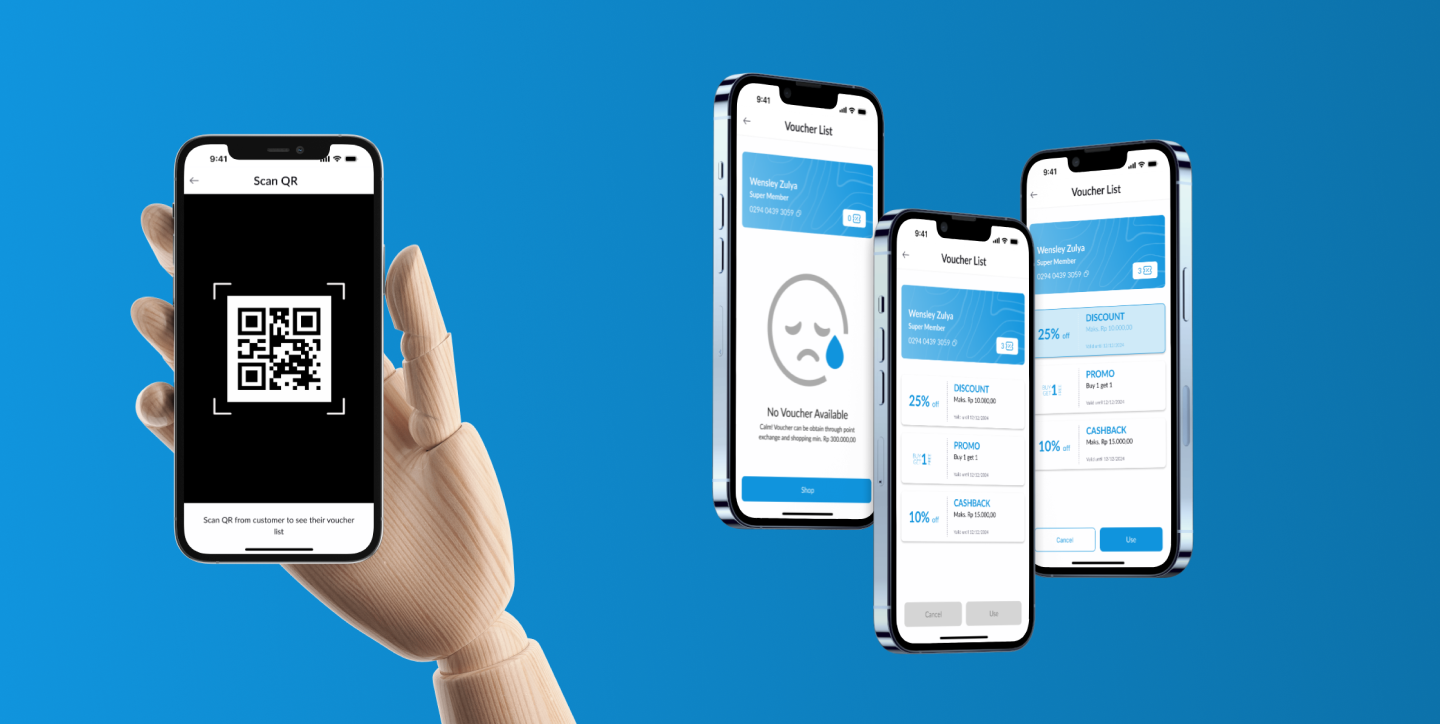 9:41
Scan QR
Scan QR from customer to see their voucher
list
9:41
Voucher List
Wensley Zulya
Super Member
0294 0439 3059
0
No Voucher Available
Calm! Voucher can be obtain through point
exchange and shopping min. Rp 300.000,00
Shop
9:41
Voucher List
Wensley Zulya
Super Member
0294 0439 3059
3
25% off
DISCOUNT
Maks. Rp 10.000,00
Valid until 12/12/2024
BUY
GET
1
PROMO
Buy 1 get 1
Valid until 12/12/2024
10% off
CASHBACK
Maks. Rp 15.000,00
Valid until 12/12/2024
Cancel
Use
9:41
Voucher List
Wensley Zulya
Super Member
0294 0439 3059
3
25% off
DISCOUNT
Maks. Rp 10.000,00
Valid until 12/12/2024
BUY
GET
1
PROMO
Buy 1 get 1
Valid until 12/12/2024
10% off
CASHBACK
Maks. Rp 15.000,00
Valid until 12/12/2024
Cancel
Use